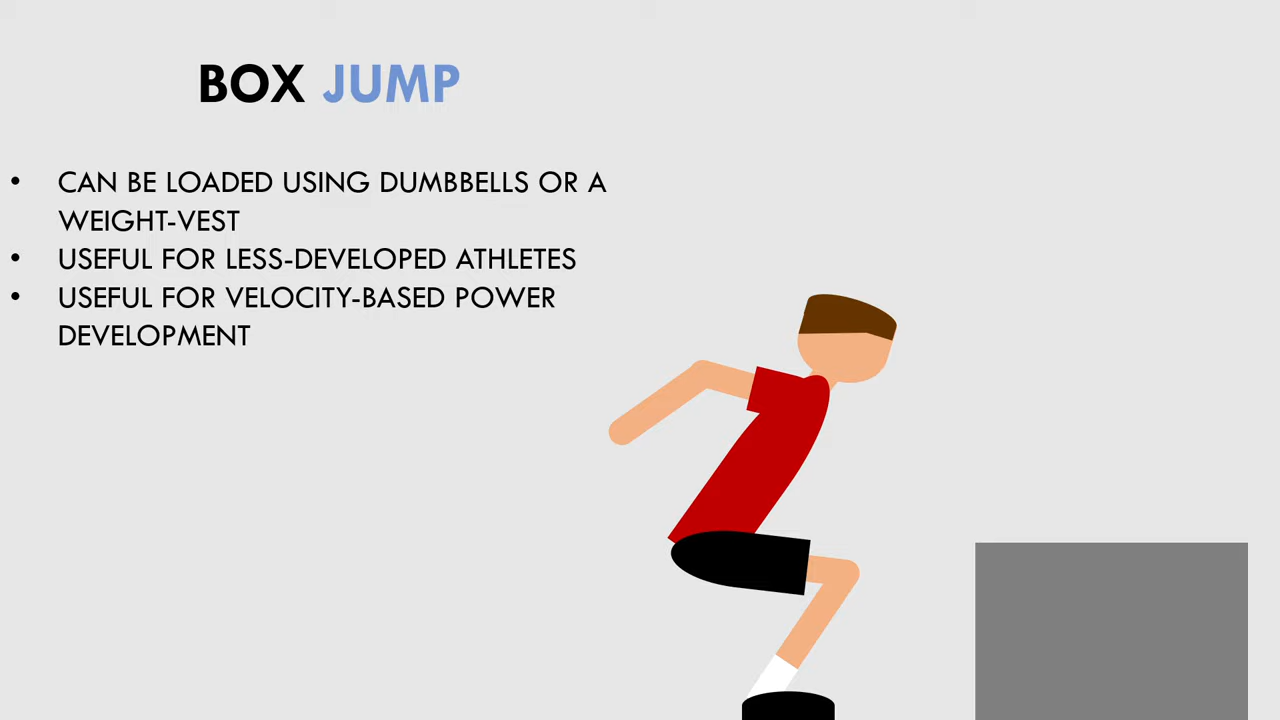 BOX JUMP
• CAN BE LOADED USING DUMBBELLS OR A
WEIGHT-VEST
• USEFUL FOR LESS-DEVELOPED ATHLETES
• USEFUL FOR VELOCITY-BASED POWER
DEVELOPMENT